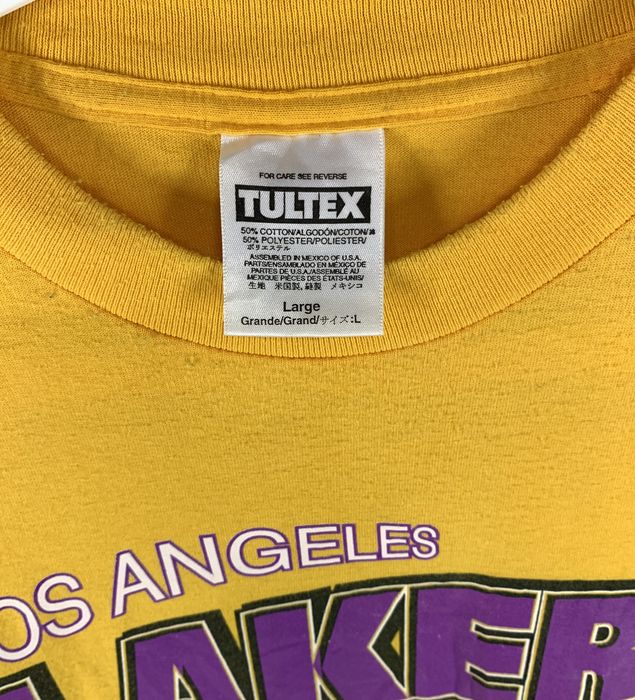 FOR CARE SEE REVERSE
TULTEX
50% COTTON/ALGODÓN/COTON/綿
50% POLYESTER/POLIESTER/
ポリエステル
ASSEMBLED IN MEXICO OF U.S.A.
PARTS/ENSAMBLADO EN MÉXICO DE
PARTES DE U.S.A./ASSEMBLÉ AU
MEXIQUE PIÈCES DES ÉTATS-UNIS/
生地 米国製, 縫製 メキシコ
Large
Grande/Grand/サイズ:L
OS ANGELES
LAKER